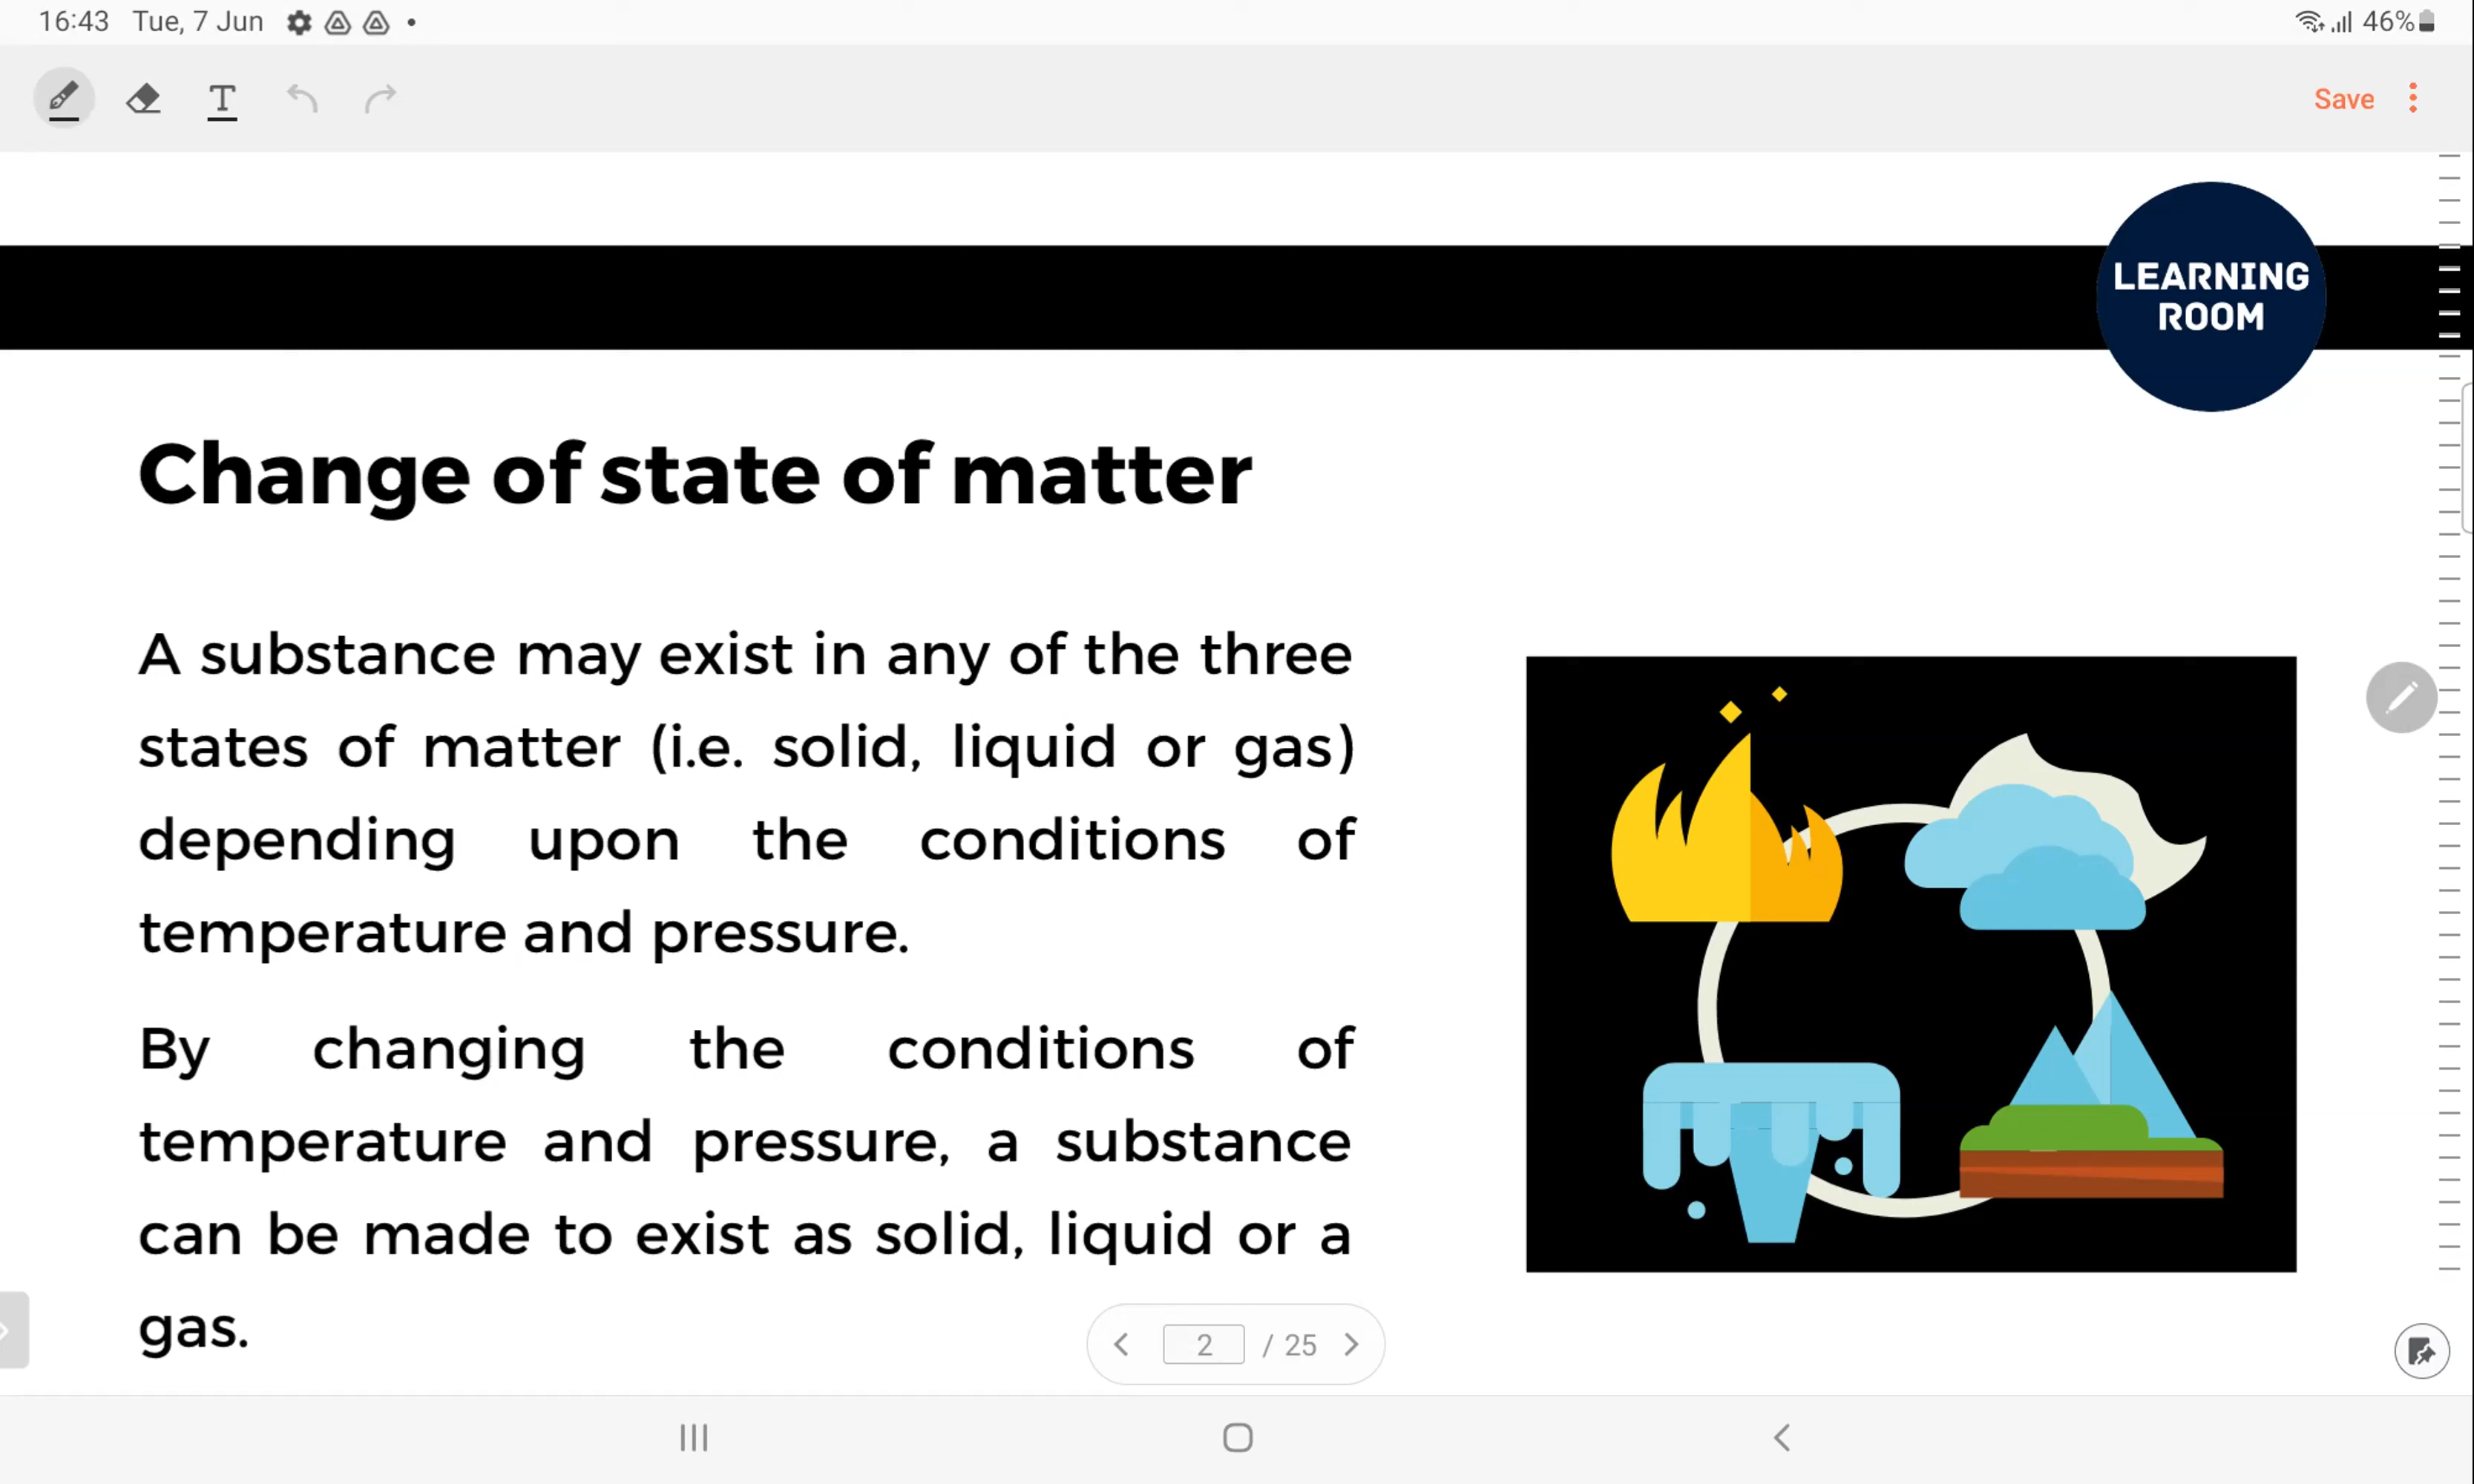 16:43 Tue, 7 Jun 46%
T Save
LEARNING
ROOM
Change of state of matter
A substance may exist in any of the three
states of matter (i.e. solid, liquid or gas)
depending upon the conditions of
temperature and pressure.
By changing the conditions of
temperature and pressure, a substance
can be made to exist as solid, liquid or a
gas.
2 / 25